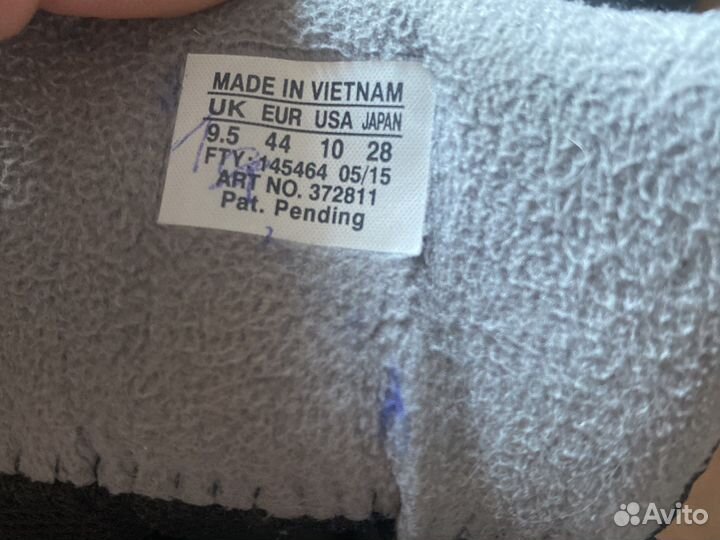 MADE IN VIETNAM
UK EUR USA JAPAN
9.5 44 10 28
FTY: 145464 05/15
ART NO. 372811
Pat. Pending
Avito